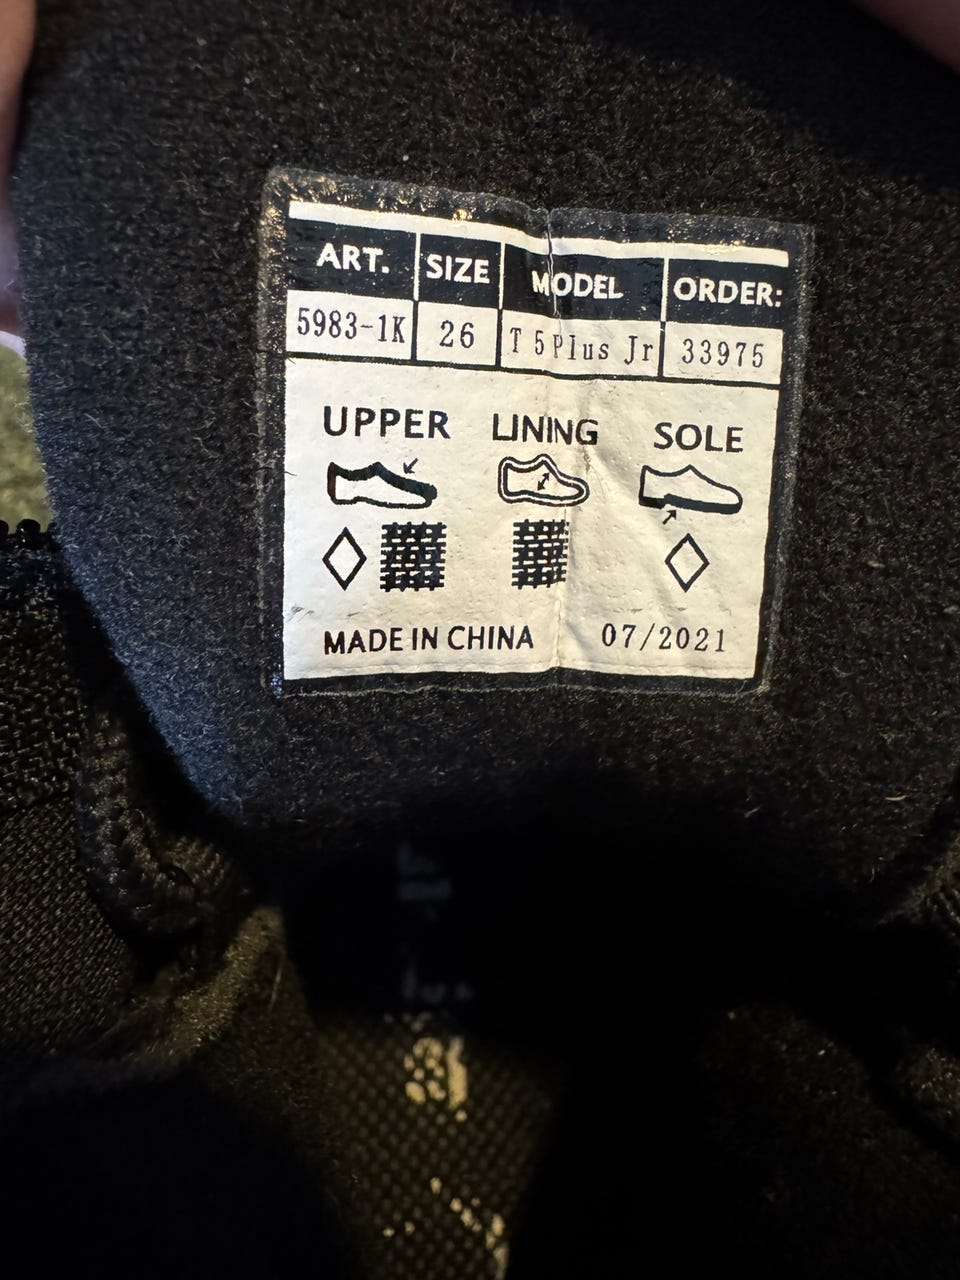 ART. SIZE MODEL ORDER:
5983-1K 26 T 5 Plus Jr 33975
UPPER LINING SOLE
MADE IN CHINA 07/2021